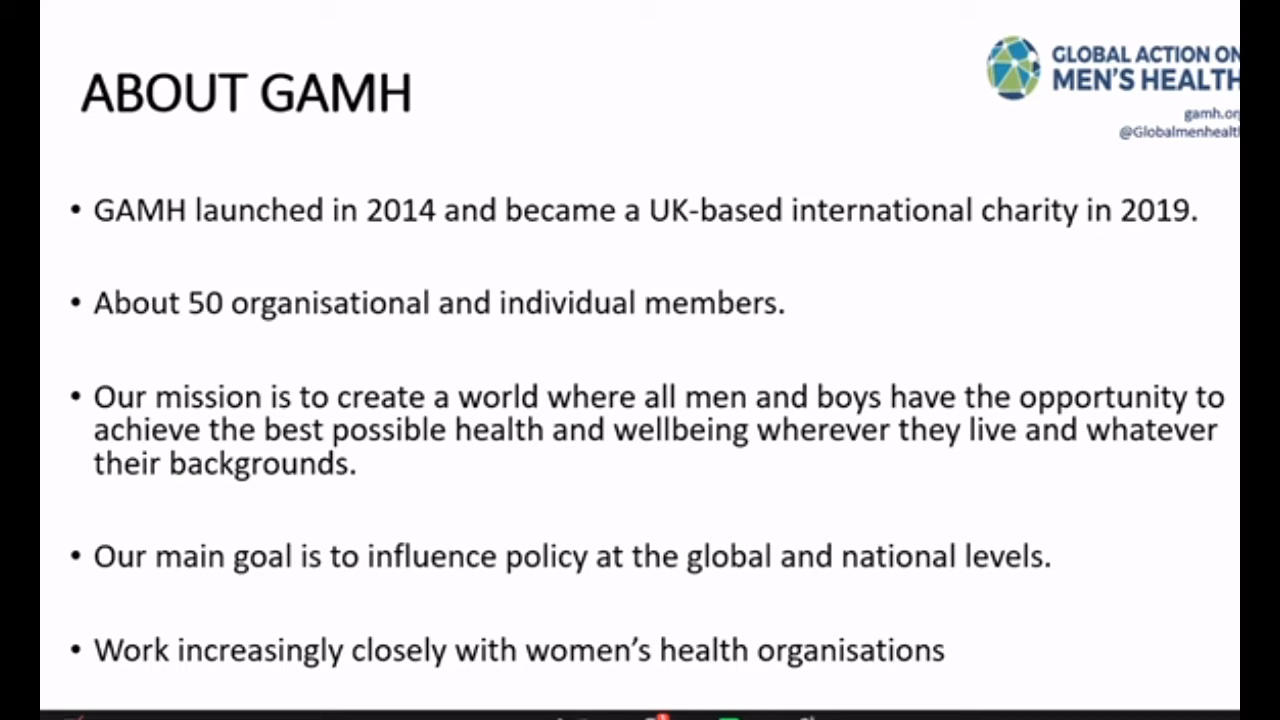 ABOUT GAMH
GLOBAL ACTION ON
MEN'S HEALTH
gamh.or
@Globalmenhealt
• GAMH launched in 2014 and became a UK-based international charity in 2019.
• About 50 organisational and individual members.
• Our mission is to create a world where all men and boys have the opportunity to
achieve the best possible health and wellbeing wherever they live and whatever
their backgrounds.
• Our main goal is to influence policy at the global and national levels.
• Work increasingly closely with women’s health organisations